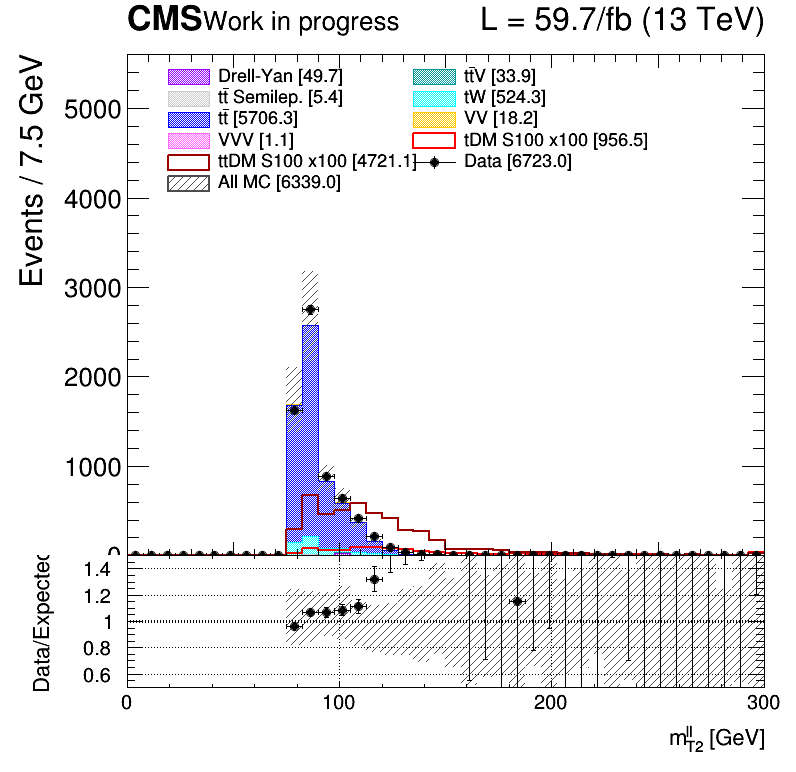 CMS Work in progress L = 59.7/fb (13 TeV)
Events / 7.5 GeV
5000
4000
3000
2000
1000
0
Drell-Yan [49.7]
tt̄ Semilep. [5.4]
tt̄ [5706.3]
VVV [1.1]
ttDM S100 x100 [4721.1]
All MC [6339.0]
tt̄V [33.9]
tW [524.3]
VV [18.2]
tDM S100 x100 [956.5]
Data [6723.0]
Data/Expected
1.4
1.2
1
0.8
0.6
0 100 200 300
m_T2^ll [GeV]